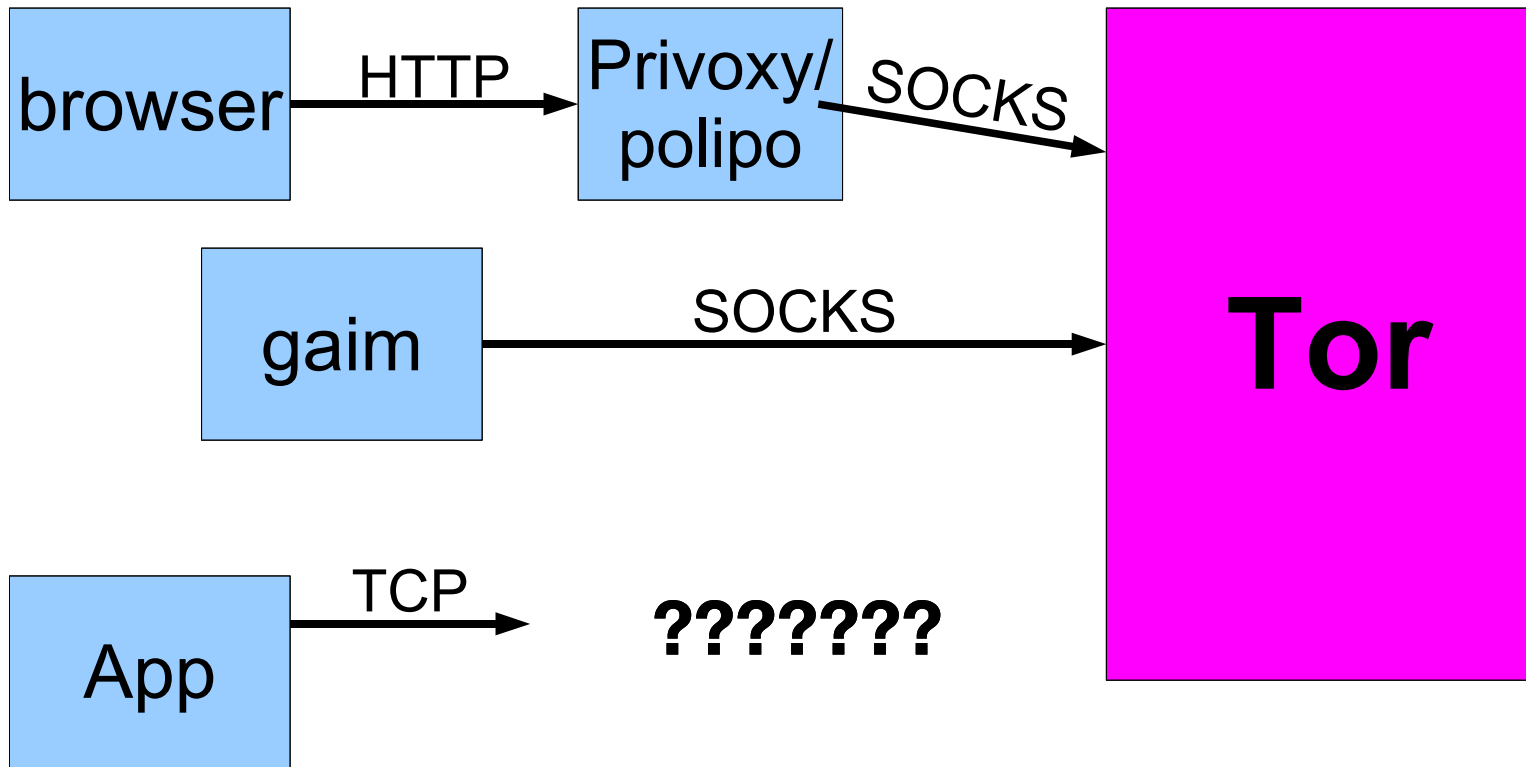 browser
HTTP
Privoxy/
polipo
SOCKS
gaim
SOCKS
Tor
App
TCP
???????